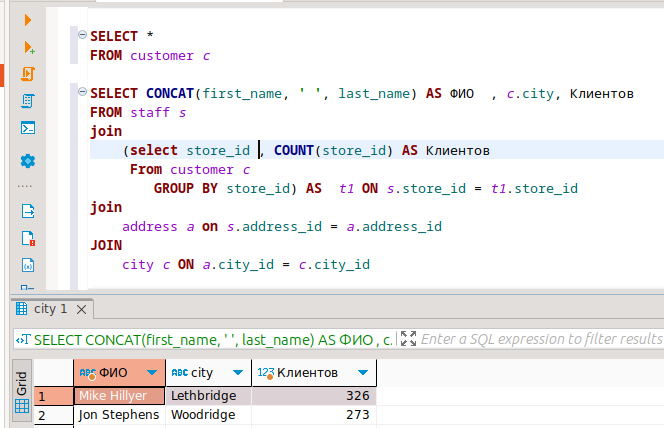 SELECT *
FROM customer c
SELECT CONCAT(first_name, ' ', last_name) AS ФИО , c.city, Клиентов
FROM staff s
join
(select store_id , COUNT(store_id) AS Клиентов
From customer c
GROUP BY store_id) AS t1 ON s.store_id = t1.store_id
join
address a on s.address_id = a.address_id
JOIN
city c ON a.city_id = c.city_id
city 1
SELECT CONCAT(first_name, ' ', last_name) AS ФИО , c. Enter a SQL expression to filter results
Grid
ABC ФИО ABC city 123 Клиентов
1 Mike Hillyer Lethbridge 326
2 Jon Stephens Woodridge 273